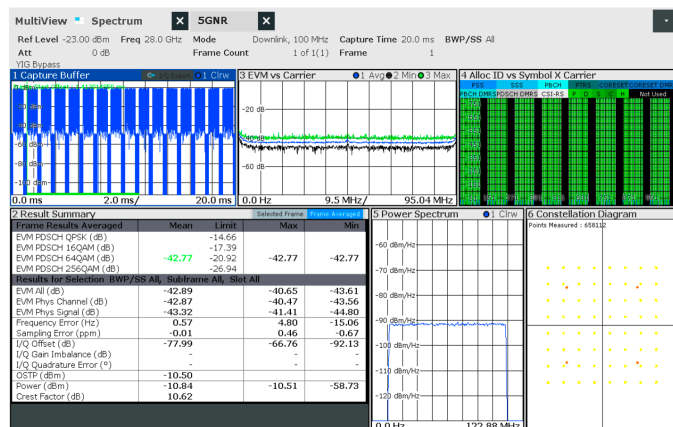 MultiView Spectrum X 5GNR X
Ref Level -23.00 dBm Freq 28.0 GHz Mode Downlink, 100 MHz Capture Time 20.0 ms BWP/SS All
Att 0 dB Frame Count 1 of 1(1) Frame 1
YIG Bypass
1 Capture Buffer I/Q Export 1 Clrw
-60 dBm
-100 dBm
0.0 ms 2.0 ms/ 20.0 ms
3 EVM vs Carrier 1 Avg 2 Min 3 Max
-20 dB
-60 dB
0.0 Hz 9.5 MHz/ 95.04 MHz
4 Alloc ID vs Symbol X Carrier
PSS SSS PBCH PTRS CORESET CORESET DMR
PBCH DMRS PDSCH DMRS CSI-RS P D S C H Not Used
2 Result Summary Selected Frame Frame Averaged
Frame Results Averaged Mean Limit Max Min
EVM PDSCH QPSK (dB) -14.66
EVM PDSCH 16QAM (dB) -17.39
EVM PDSCH 64QAM (dB) -42.77 -20.92 -42.77 -42.77
EVM PDSCH 256QAM (dB) -26.94
Results for Selection BWP/SS All, Subframe All, Slot All
EVM All (dB) -42.89 -40.65 -43.61
EVM Phys Channel (dB) -42.87 -40.47 -43.56
EVM Phys Signal (dB) -43.32 -41.41 -44.80
Frequency Error (Hz) 0.57 4.80 -15.06
Sampling Error (ppm) -0.01 0.46 -0.67
I/Q Offset (dB) -77.99 -66.76 -92.13
I/Q Gain Imbalance (dB) - - -
I/Q Quadrature Error (°) - - -
OSTP (dBm) -10.50
Power (dBm) -10.84 -10.51 -58.73
Crest Factor (dB) 10.62
5 Power Spectrum 1 Clrw
-60 dBm/Hz
-70 dBm/Hz
-80 dBm/Hz
-90 dBm/Hz
-100 dBm/Hz
-110 dBm/Hz
-120 dBm/Hz
0.0 Hz 122.88 MHz
6 Constellation Diagram
Points Measured : 658112